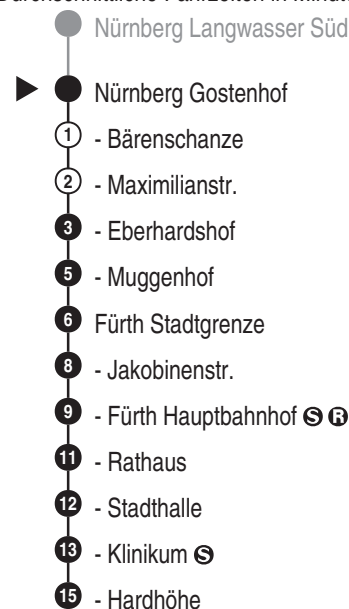 Durchschnittliche Fahrzeiten in Minut
Nürnberg Langwasser Süd
Nürnberg Gostenhof
1 - Bärenschanze
2 - Maximilianstr.
3 - Eberhardshof
5 - Muggenhof
6 Fürth Stadtgrenze
8 - Jakobinenstr.
9 - Fürth Hauptbahnhof S R
11 - Rathaus
12 - Stadthalle
13 - Klinikum S
15 - Hardhöhe